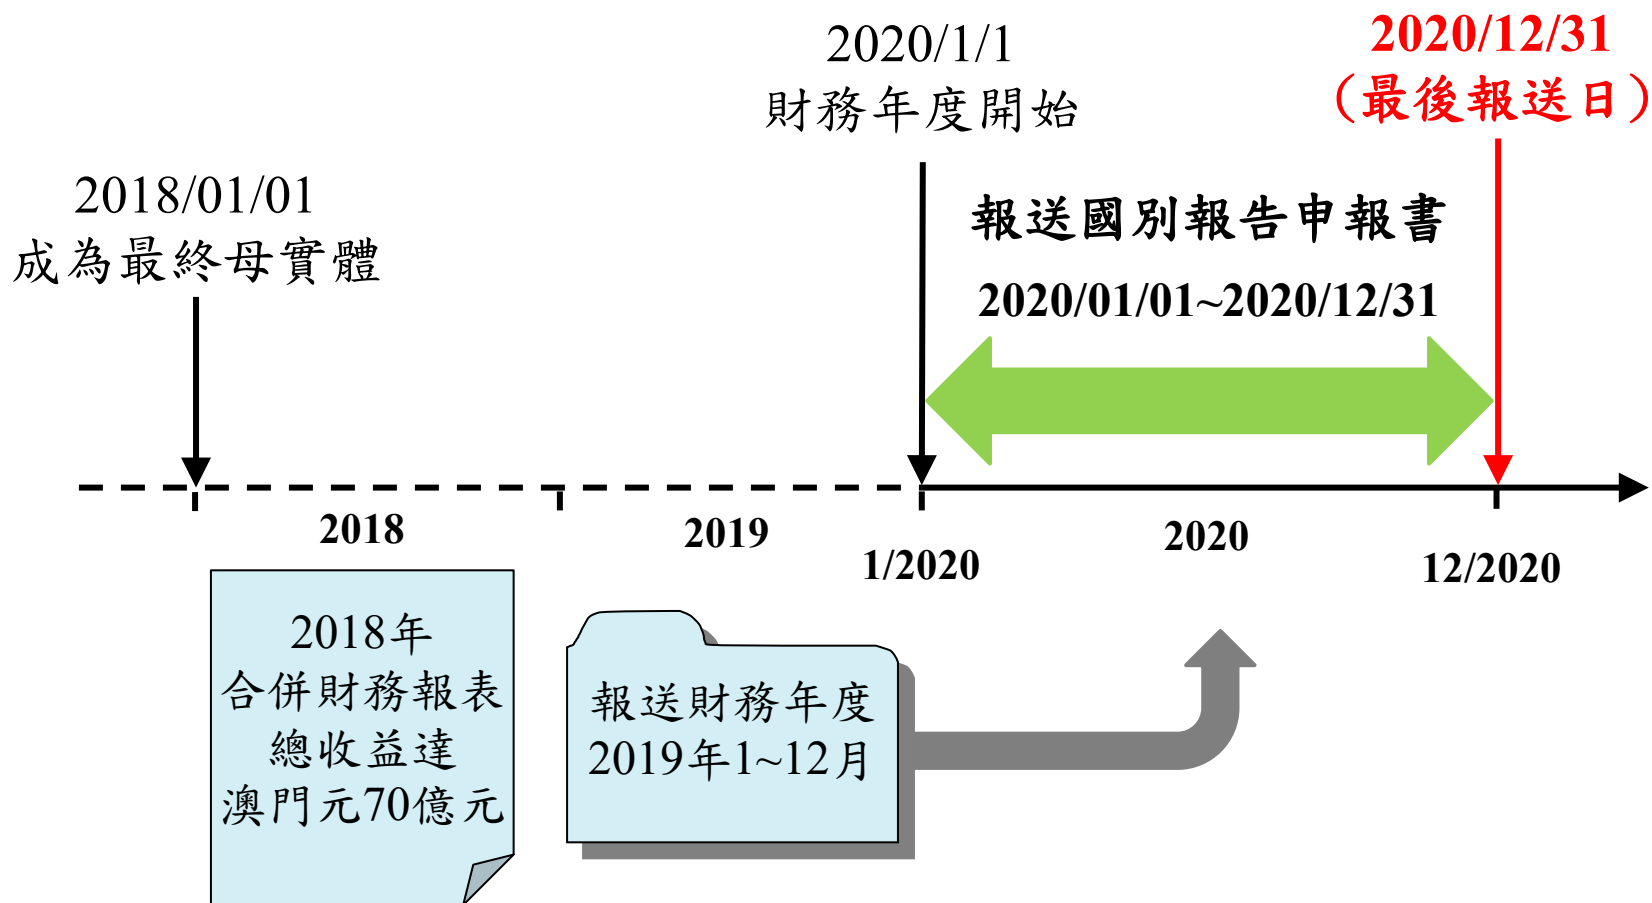 2020/1/1
財務年度開始
2020/12/31
（最後報送日）
2018/01/01
成為最終母實體
報送國別報告申報書
2020/01/01~2020/12/31
2018
2019
1/2020
2020
12/2020
2018年
合併財務報表
總收益達
澳門元70億元
報送財務年度
2019年1~12月